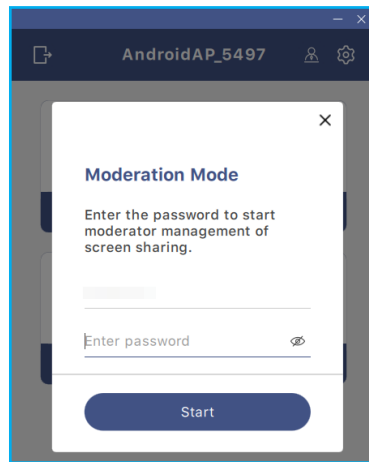 AndroidAP_5497
Moderation Mode
Enter the password to start
moderator management of
screen sharing.
Enter password
Start